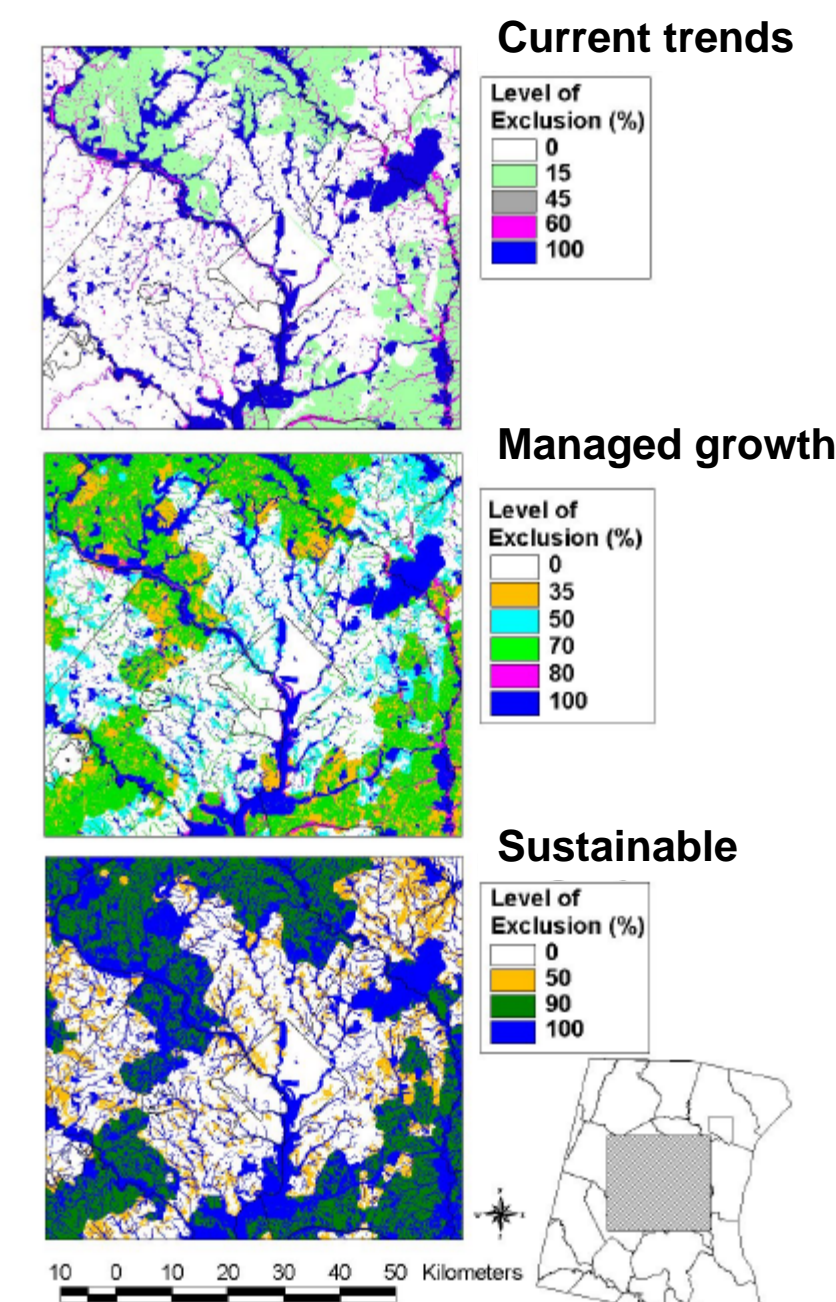 Current trends
Level of
Exclusion (%)
0
15
45
60
100
Managed growth
Level of
Exclusion (%)
0
35
50
70
80
100
Sustainable
Level of
Exclusion (%)
0
50
90
100
10 0 10 20 30 40 50 Kilometers